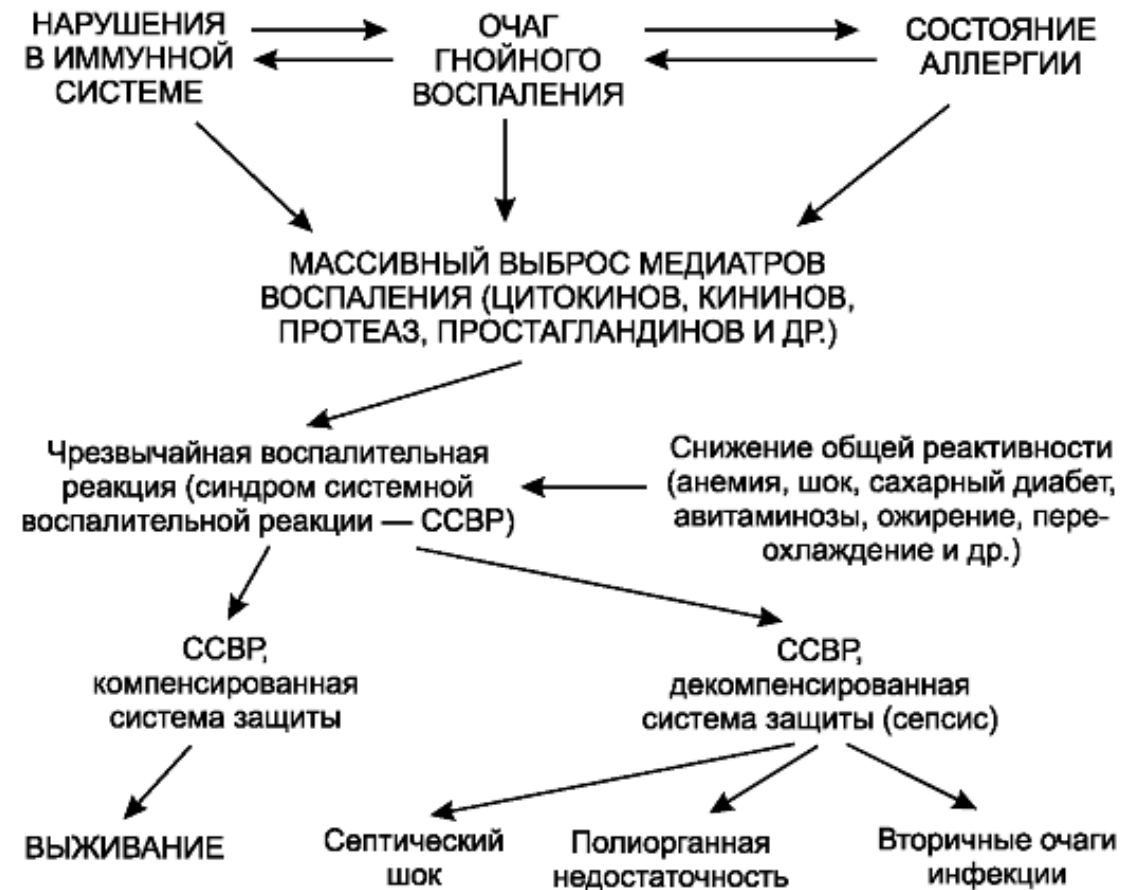 НАРУШЕНИЯ
В ИММУННОЙ
СИСТЕМЕ
ОЧАГ
ГНОЙНОГО
ВОСПАЛЕНИЯ
СОСТОЯНИЕ
АЛЛЕРГИИ
МАССИВНЫЙ ВЫБРОС МЕДИАТРОВ
ВОСПАЛЕНИЯ (ЦИТОКИНОВ, КИНИНОВ,
ПРОТЕАЗ, ПРОСТАГЛАНДИНОВ И ДР.)
Чрезвычайная воспалительная
реакция (синдром системной
воспалительной реакции — ССВР)
Снижение общей реактивности
(анемия, шок, сахарный диабет,
авитаминозы, ожирение, пере-
охлаждение и др.)
ССВР,
компенсированная
система защиты
ССВР,
декомпенсированная
система защиты (сепсис)
ВЫЖИВАНИЕ
Септический
шок
Полиорганная
недостаточность
Вторичные очаги
инфекции